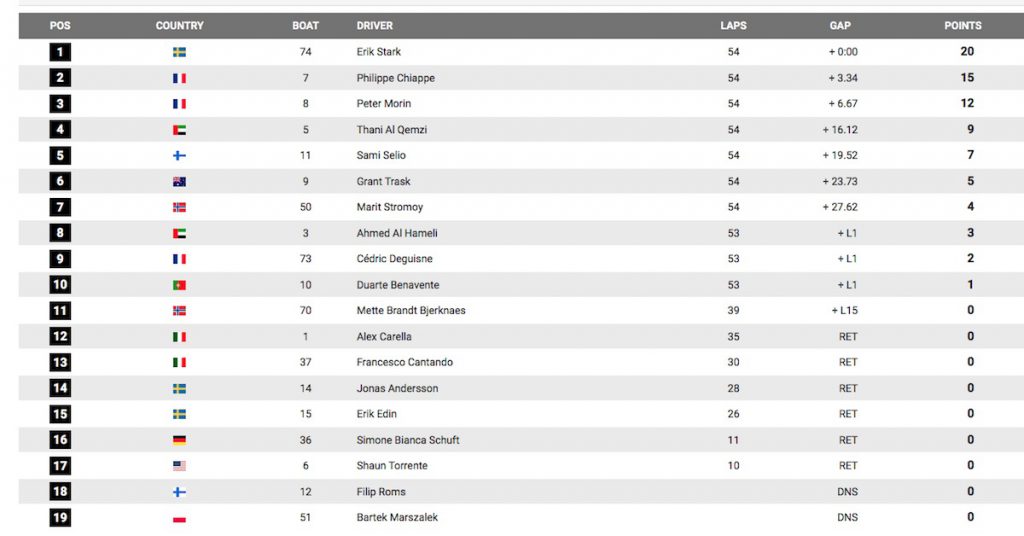 POS COUNTRY BOAT DRIVER LAPS GAP POINTS
1 74 Erik Stark 54 + 0:00 20
2 7 Philippe Chiappe 54 + 3.34 15
3 8 Peter Morin 54 + 6.67 12
4 5 Thani Al Qemzi 54 + 16.12 9
5 11 Sami Selio 54 + 19.52 7
6 9 Grant Trask 54 + 23.73 5
7 50 Marit Stromoy 54 + 27.62 4
8 3 Ahmed Al Hameli 53 + L1 3
9 73 Cédric Deguisne 53 + L1 2
10 10 Duarte Benavente 53 + L1 1
11 70 Mette Brandt Bjerknaes 39 + L15 0
12 1 Alex Carella 35 RET 0
13 37 Francesco Cantando 30 RET 0
14 14 Jonas Andersson 28 RET 0
15 15 Erik Edin 26 RET 0
16 36 Simone Bianca Schuft 11 RET 0
17 6 Shaun Torrente 10 RET 0
18 12 Filip Roms DNS 0
19 51 Bartek Marszalek DNS 0